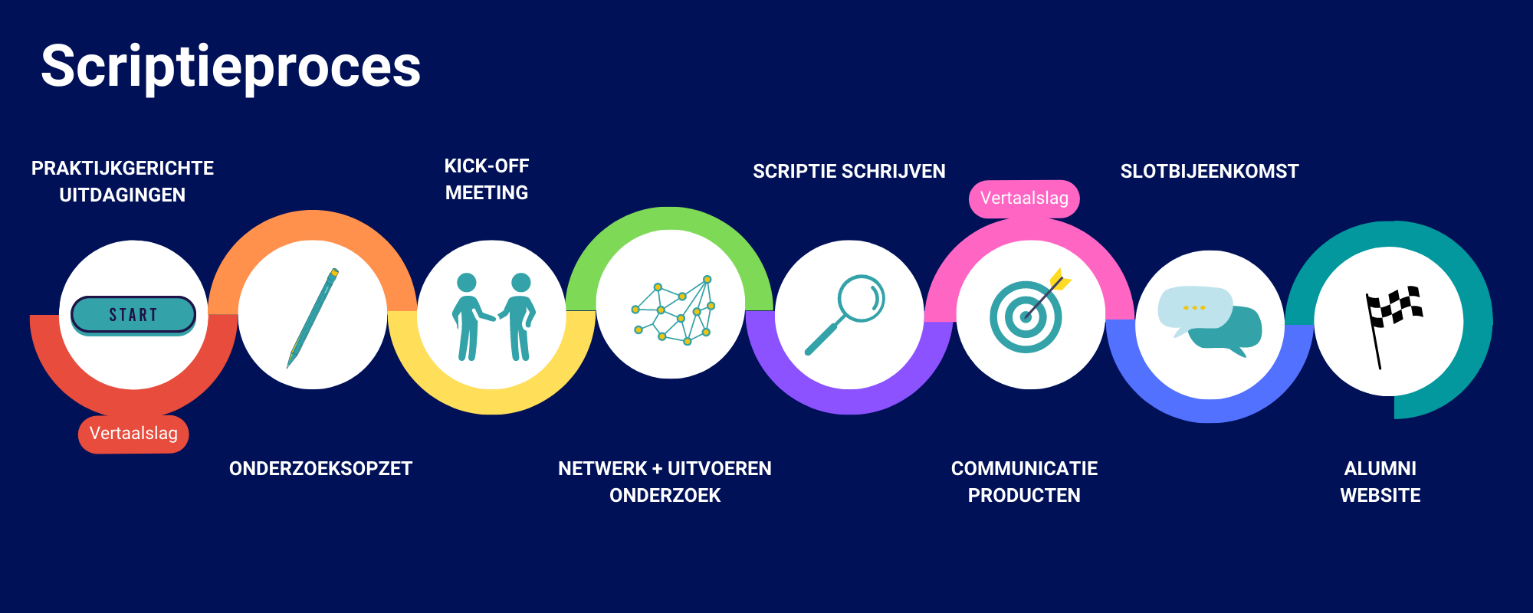 Scriptieproces
PRAKTIJKGERICHTE
UITDAGINGEN
START
Vertaalslag
ONDERZOEKSOPZET
KICK-OFF
MEETING
NETWERK + UITVOEREN
ONDERZOEK
SCRIPTIE SCHRIJVEN
Vertaalslag
COMMUNICATIE
PRODUCTEN
SLOTBIJEENKOMST
ALUMNI
WEBSITE